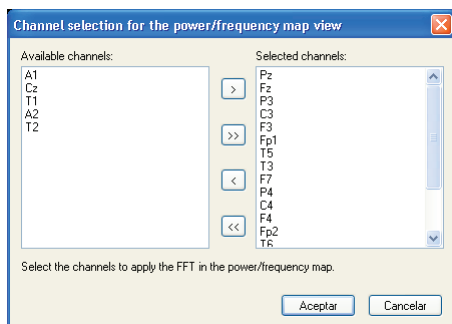 Channel selection for the power/frequency map view
Available channels:
A1
Cz
T1
A2
T2
>
>>
<
<<
Selected channels:
Pz
Fz
P3
C3
F3
Fp1
T5
T3
F7
P4
C4
F4
Fp2
T6
Select the channels to apply the FFT in the power/frequency map.
Aceptar
Cancelar